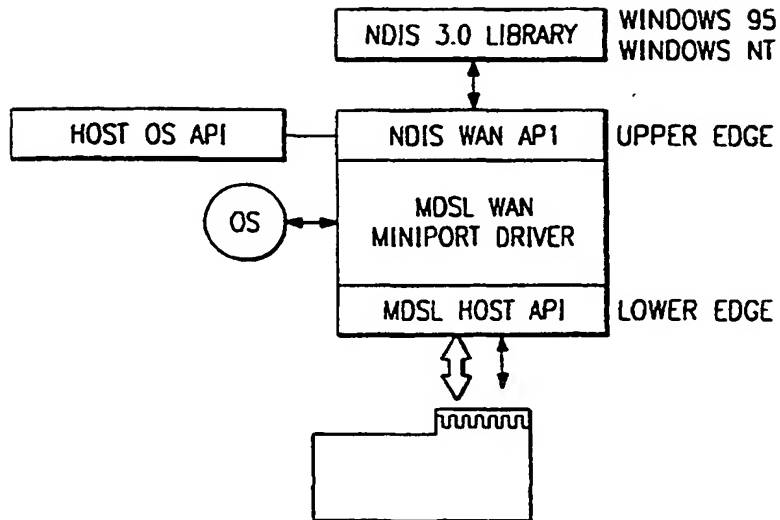 NDIS 3.0 LIBRARY
WINDOWS 95
WINDOWS NT
HOST OS API
NDIS WAN AP1
UPPER EDGE
OS
MDSL WAN
MINIPORT DRIVER
MDSL HOST API
LOWER EDGE